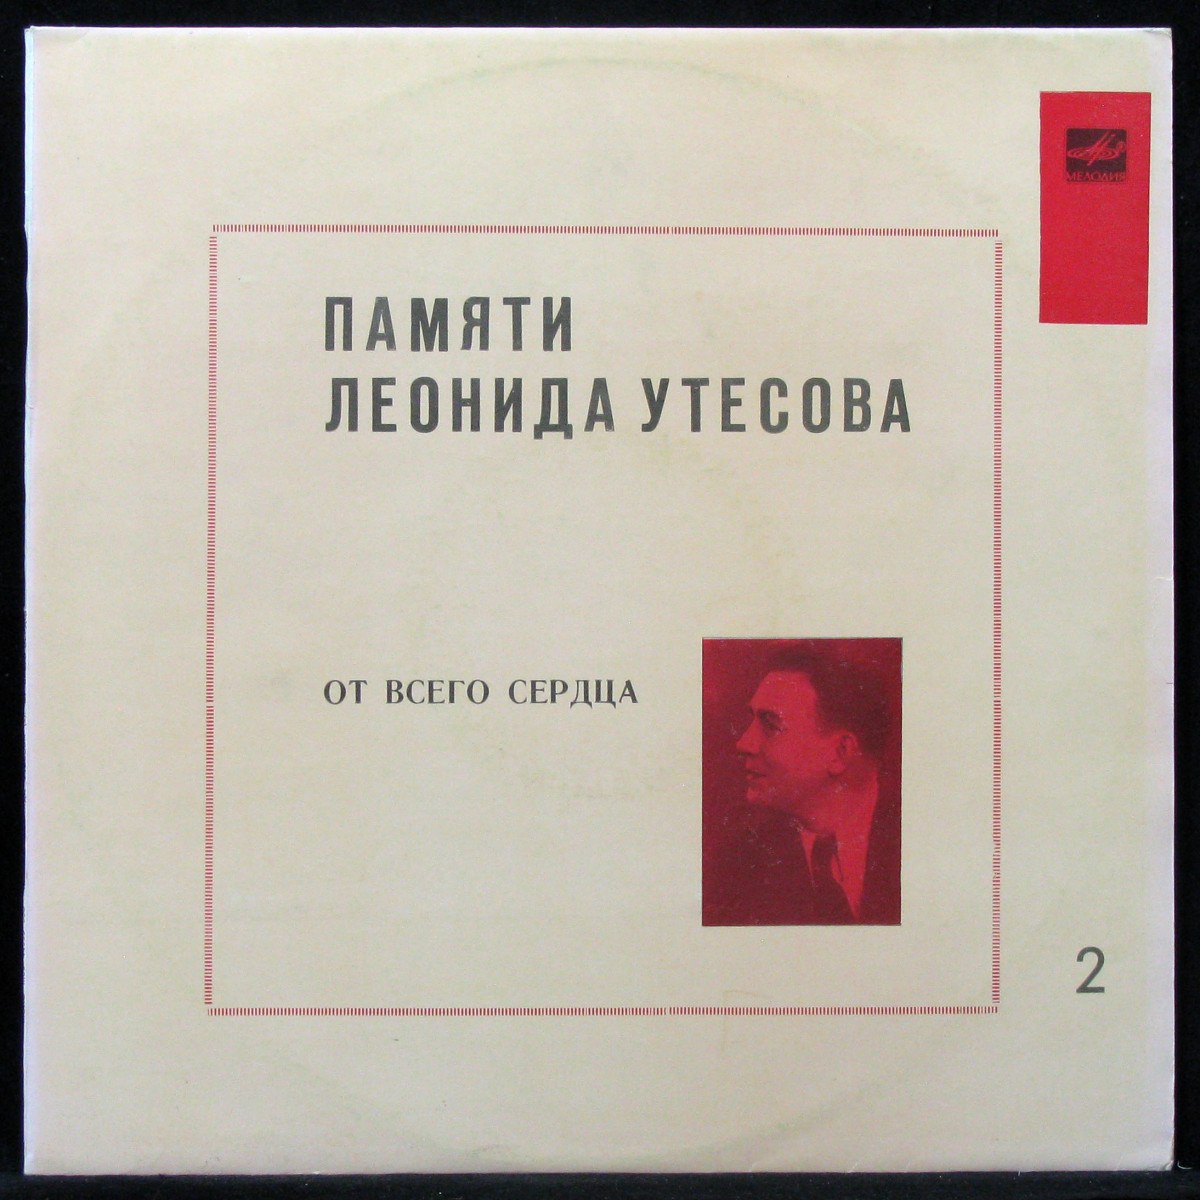 МЕЛОДИЯ
ПАМЯТИ
ЛЕОНИДА УТЕСОВА
ОТ ВСЕГО СЕРДЦА
2